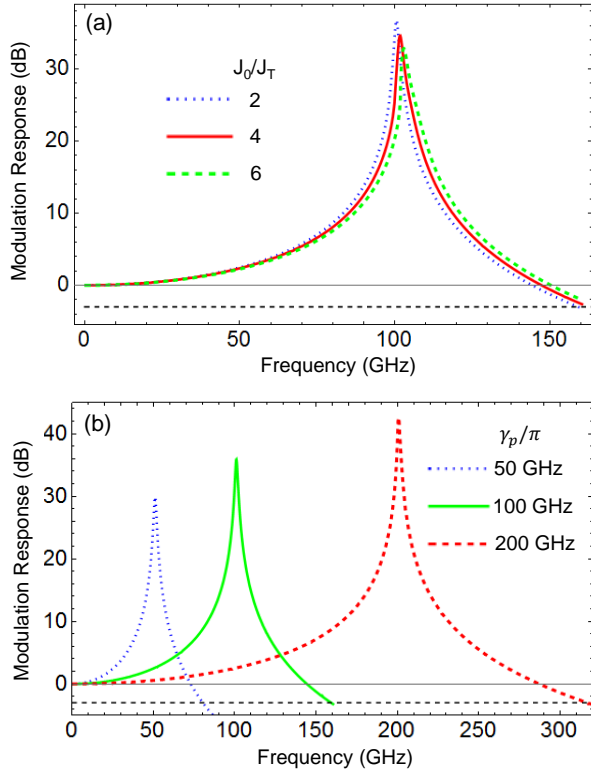 (a)
Modulation Response (dB)
30
20
10
0
J₀/J_T
2
4
6
0
50
100
150
Frequency (GHz)
(b)
Modulation Response (dB)
40
30
20
10
0
γₚ/π
50 GHz
100 GHz
200 GHz
0
50
100
150
200
250
300
Frequency (GHz)